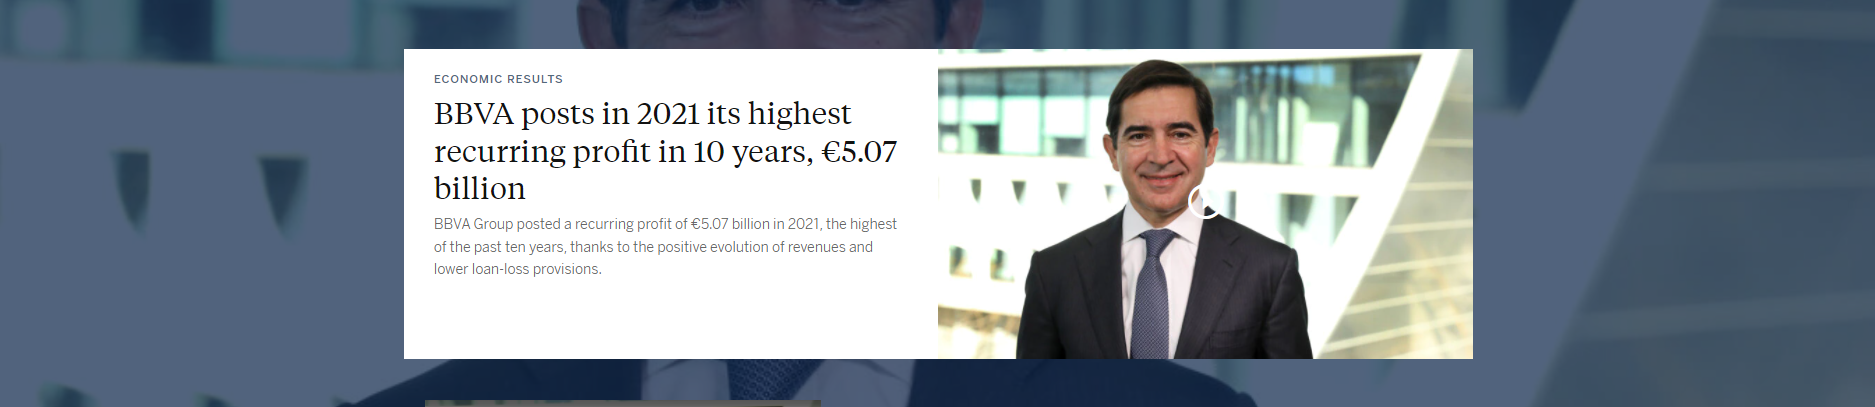 ECONOMIC RESULTS
BBVA posts in 2021 its highest
recurring profit in 10 years, €5.07
billion
BBVA Group posted a recurring profit of €5.07 billion in 2021, the highest
of the past ten years, thanks to the positive evolution of revenues and
lower loan-loss provisions.